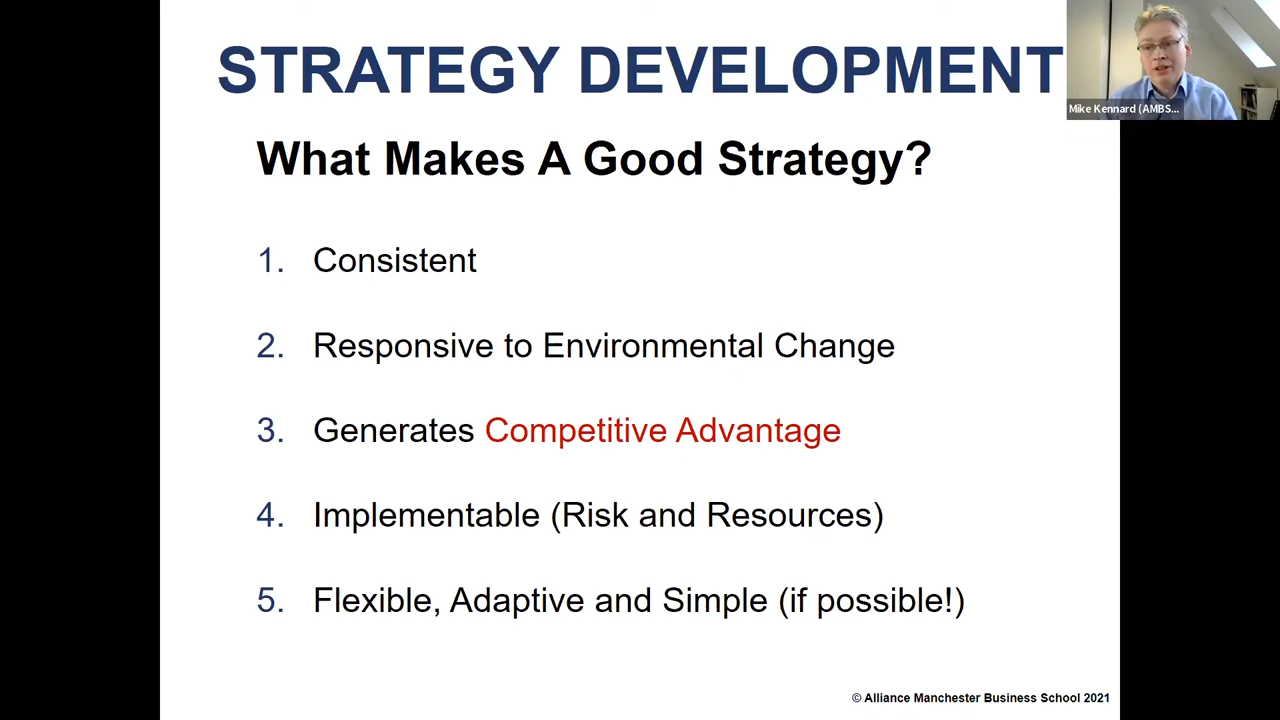 STRATEGY DEVELOPMENT
Mike Kennard (AMBS...
What Makes A Good Strategy?
1. Consistent
2. Responsive to Environmental Change
3. Generates Competitive Advantage
4. Implementable (Risk and Resources)
5. Flexible, Adaptive and Simple (if possible!)
© Alliance Manchester Business School 2021